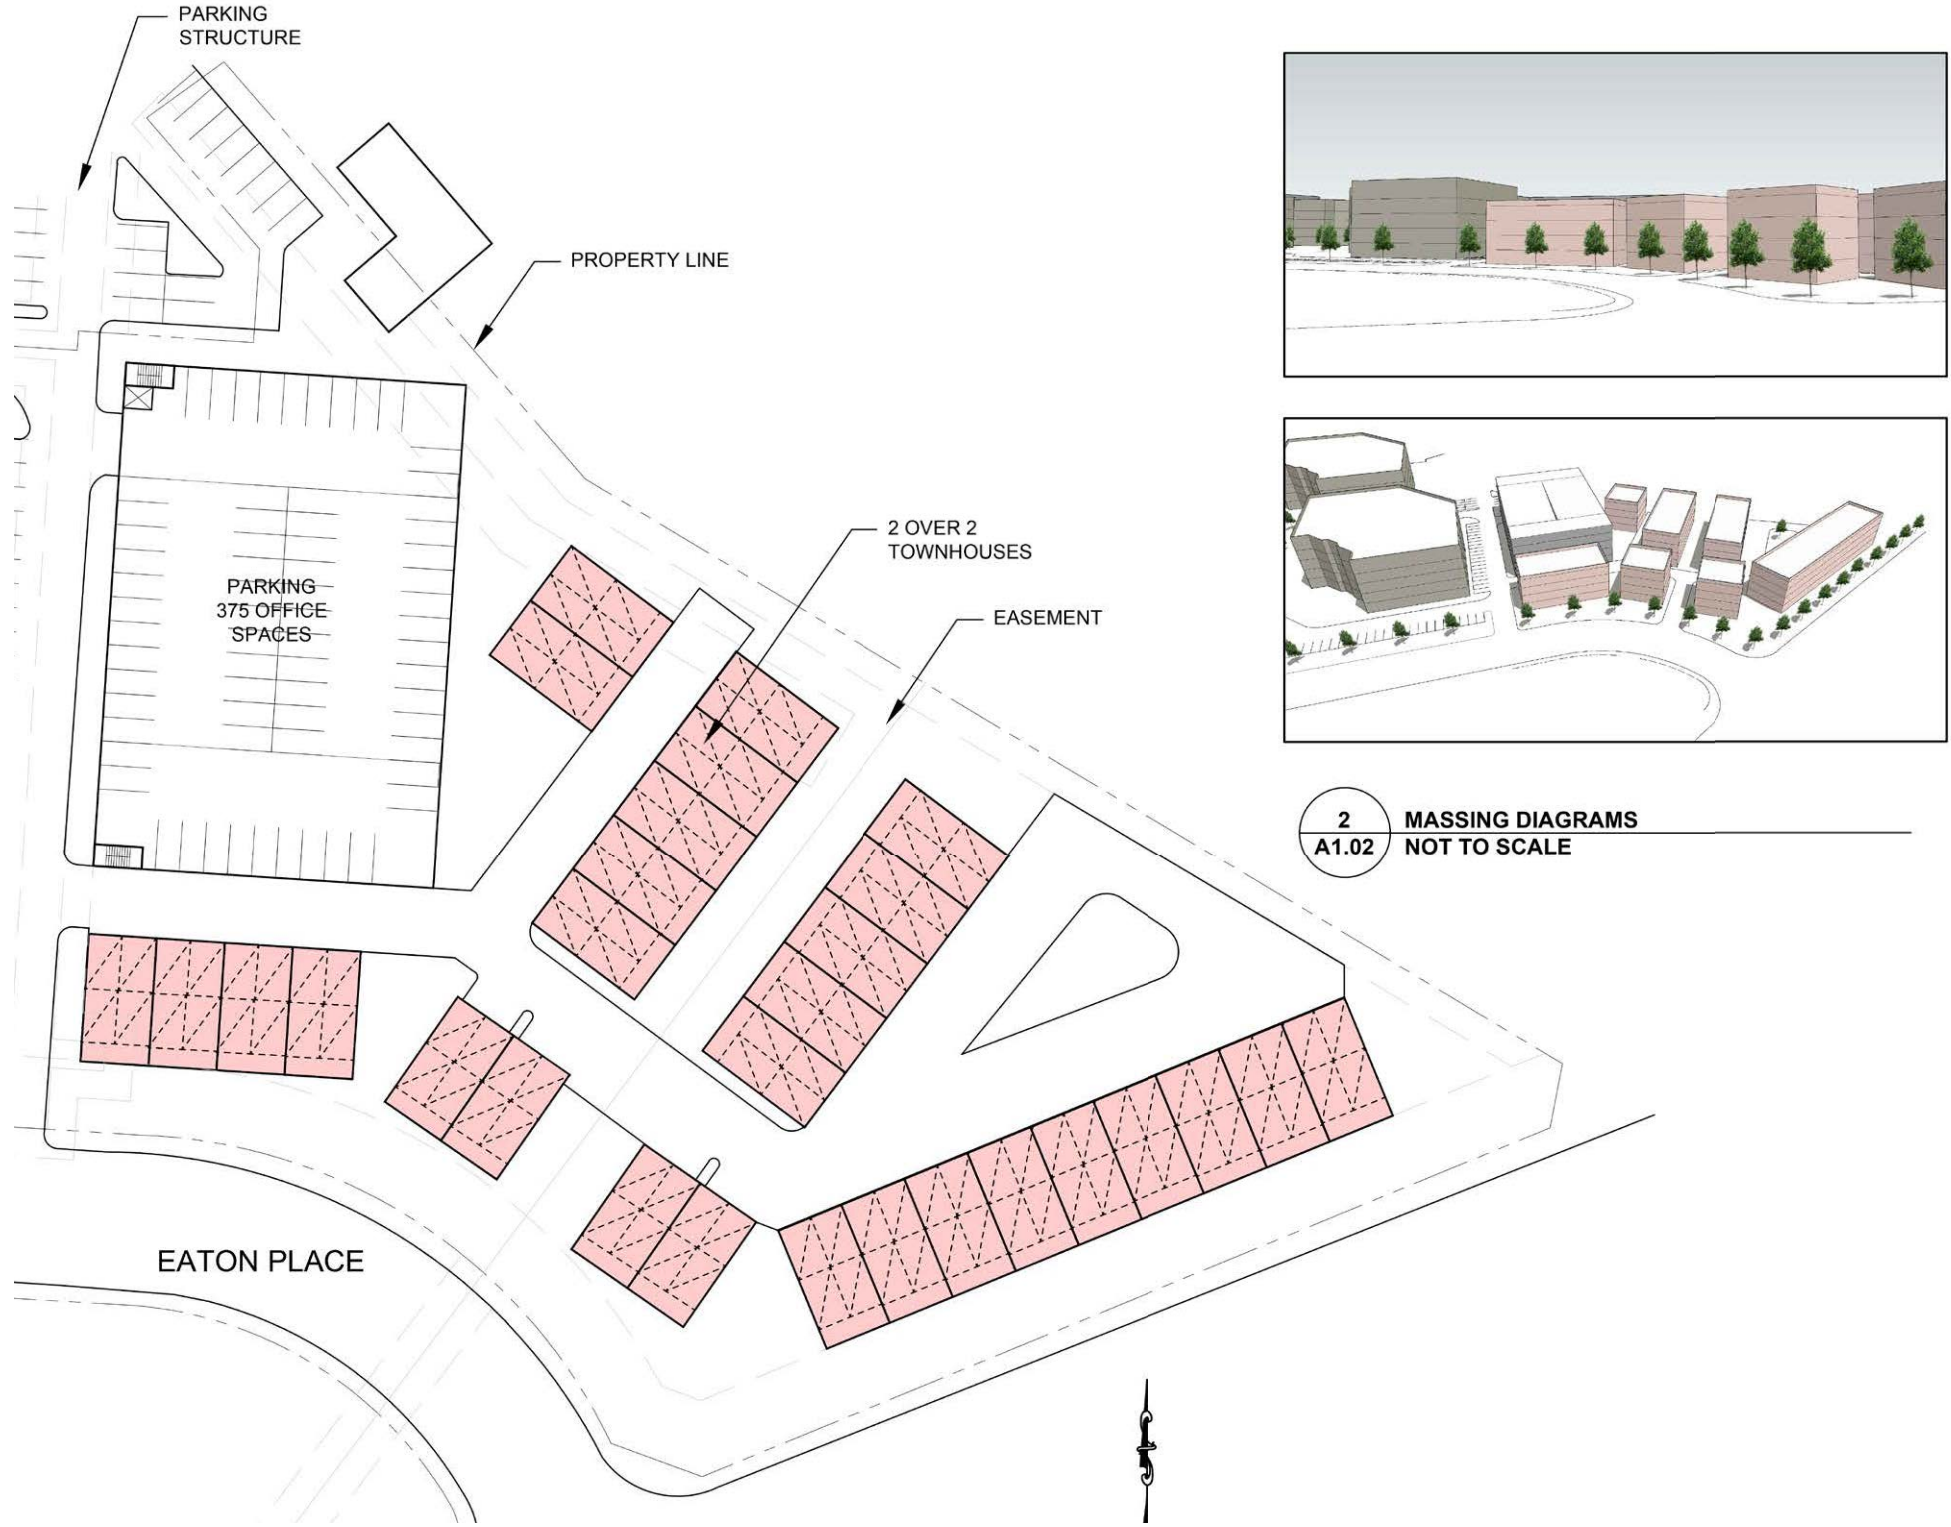 PARKING
STRUCTURE
PROPERTY LINE
2 OVER 2
TOWNHOUSES
EASEMENT
PARKING
375 OFFICE
SPACES
EATON PLACE
2
A1.02
MASSING DIAGRAMS
NOT TO SCALE